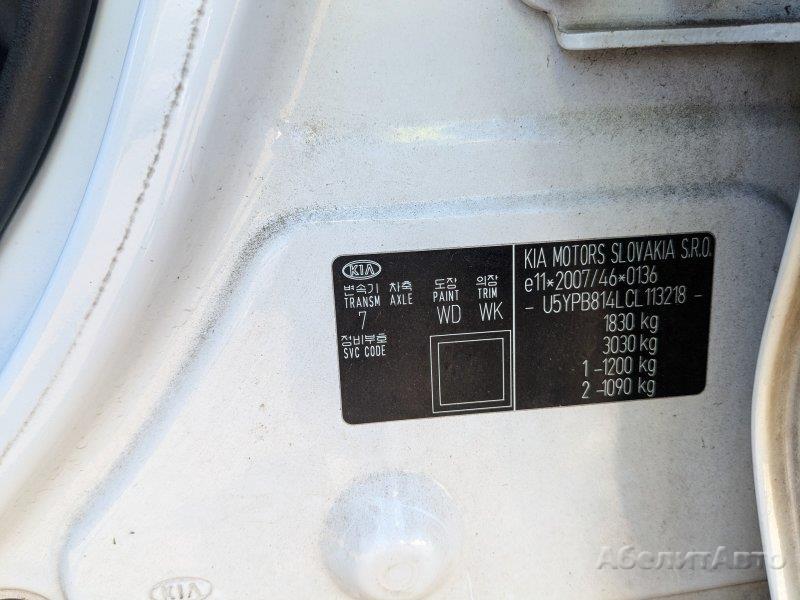 KIA
변속기 차축 도장 의장
TRANSM AXLE PAINT TRIM
7 WD WK
정비부호
SVC CODE
KIA MOTORS SLOVAKIA S.R.O.
e11*2007/46*0136
- U5YPB814LCL113218 -
1830 kg
3030 kg
1 -1200 kg
2 -1090 kg
KIA
АбелитАвто